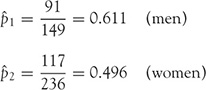 p̂₁ = 91/149 = 0.611 (men)
p̂₂ = 117/236 = 0.496 (women)